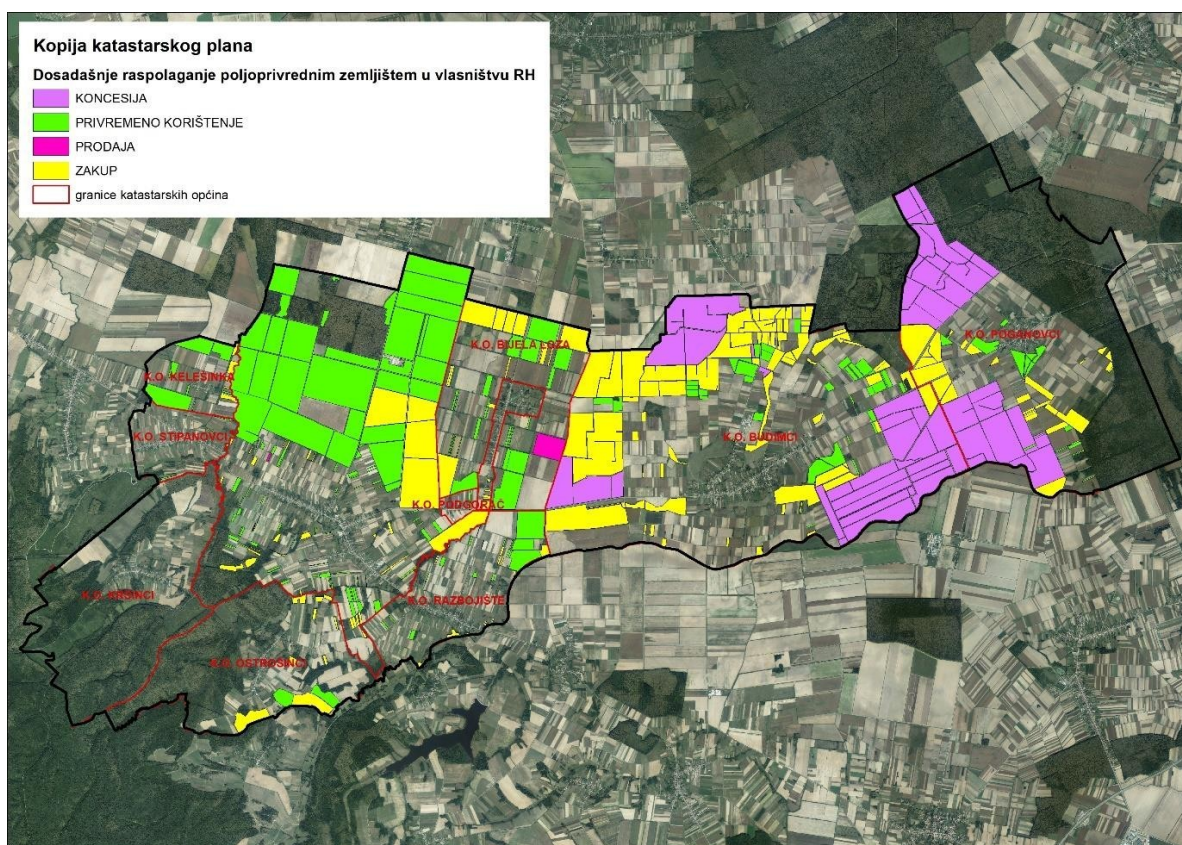 Kopija katastarskog plana
Dosadašnje raspolaganje poljoprivrednim zemljištem u vlasništvu RH
KONCESIJA
PRIVREMENO KORIŠTENJE
PRODAJA
ZAKUP
granice katastarskih općina
K.O. POGANOVCI
K.O. BIJELA LOZA
K.O. KELEŠINKA
K.O. STIPANOVCI
K.O. BUDIMCI
K.O. PODGORAČ
K.O. KRŠINCI
K.O. RAZBOJIŠTE
K.O. OSTROŠINCI